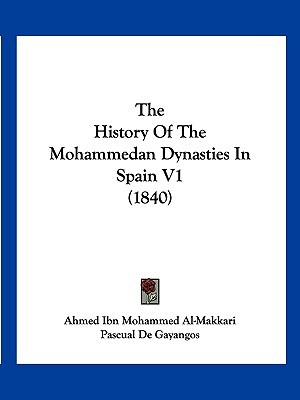 The
History Of The
Mohammedan Dynasties In
Spain V1
(1840)
Ahmed Ibn Mohammed Al-Makkari
Pascual De Gayangos